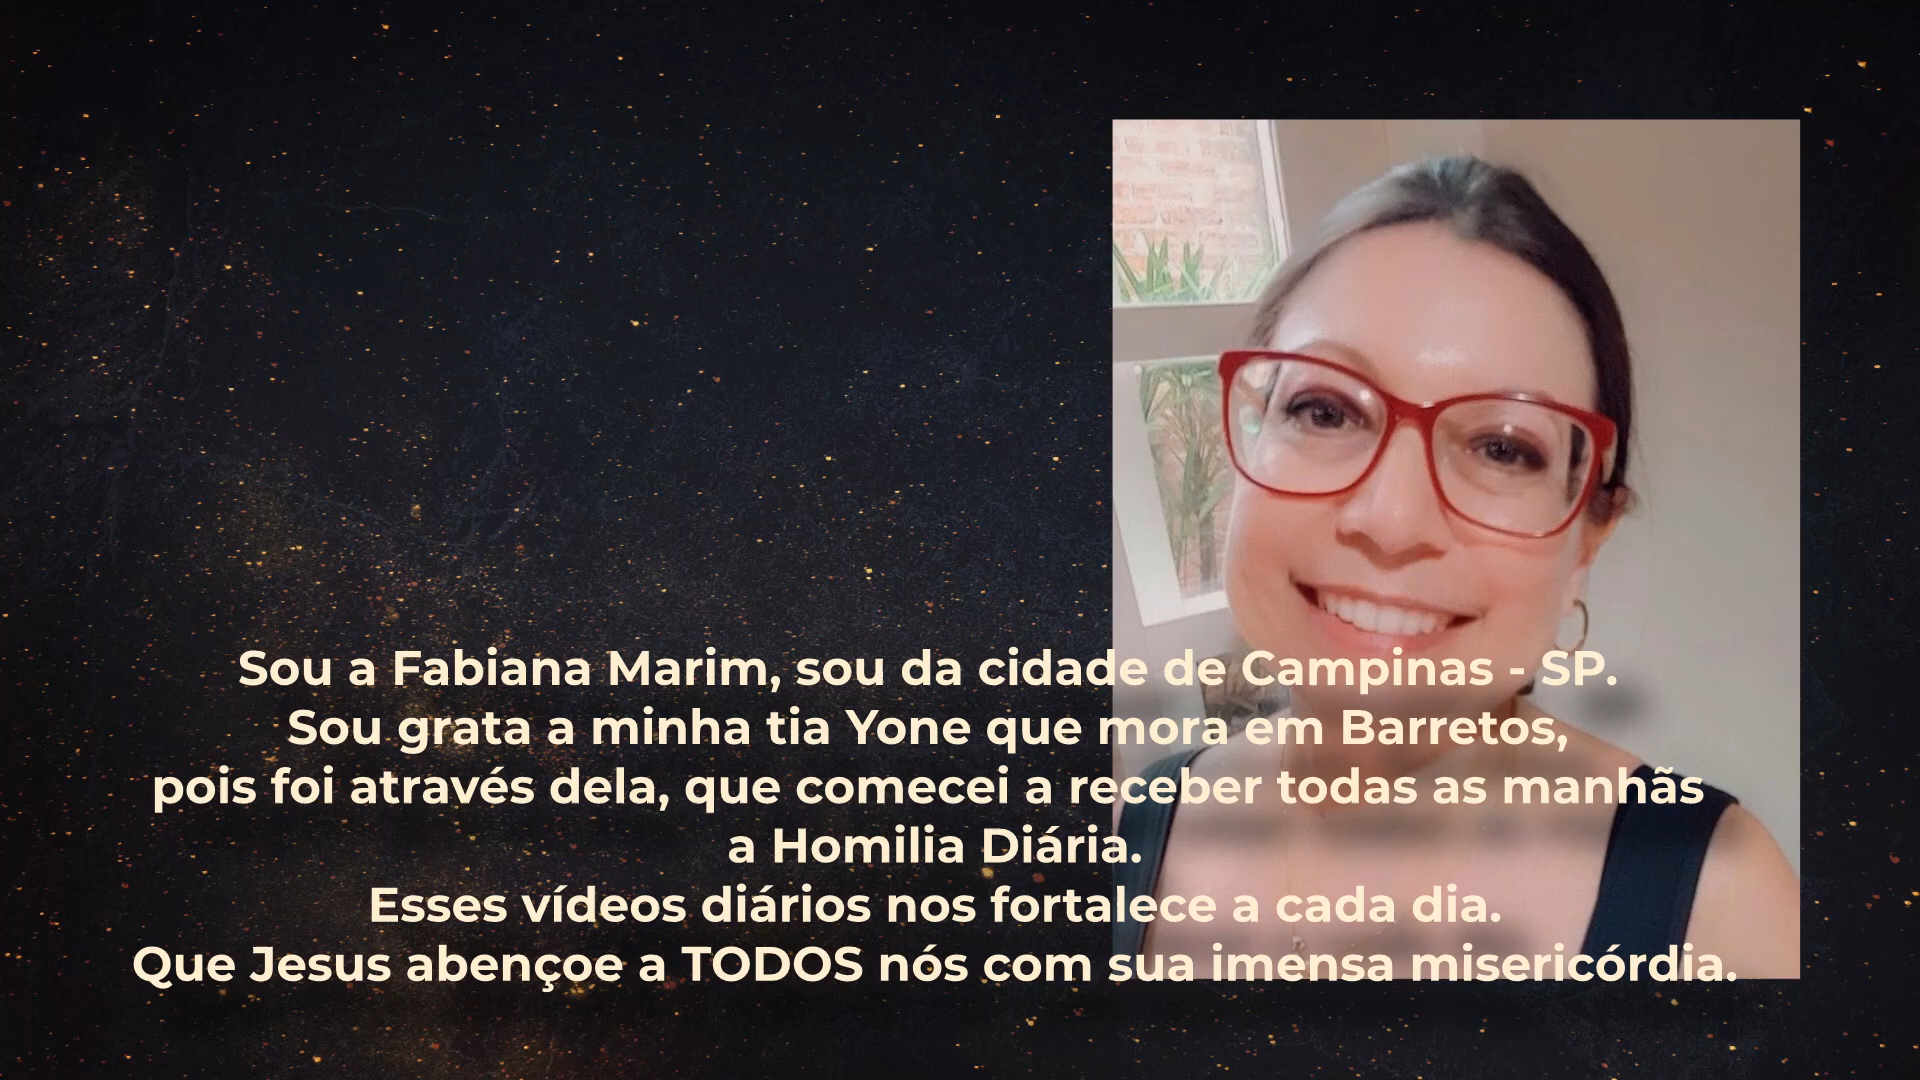 Sou a Fabiana Marim, sou da cidade de Campinas - SP.
Sou grata a minha tia Yone que mora em Barretos,
pois foi através dela, que comecei a receber todas as manhãs
a Homilia Diária.
Esses vídeos diários nos fortalece a cada dia.
Que Jesus abençoe a TODOS nós com sua imensa misericórdia.